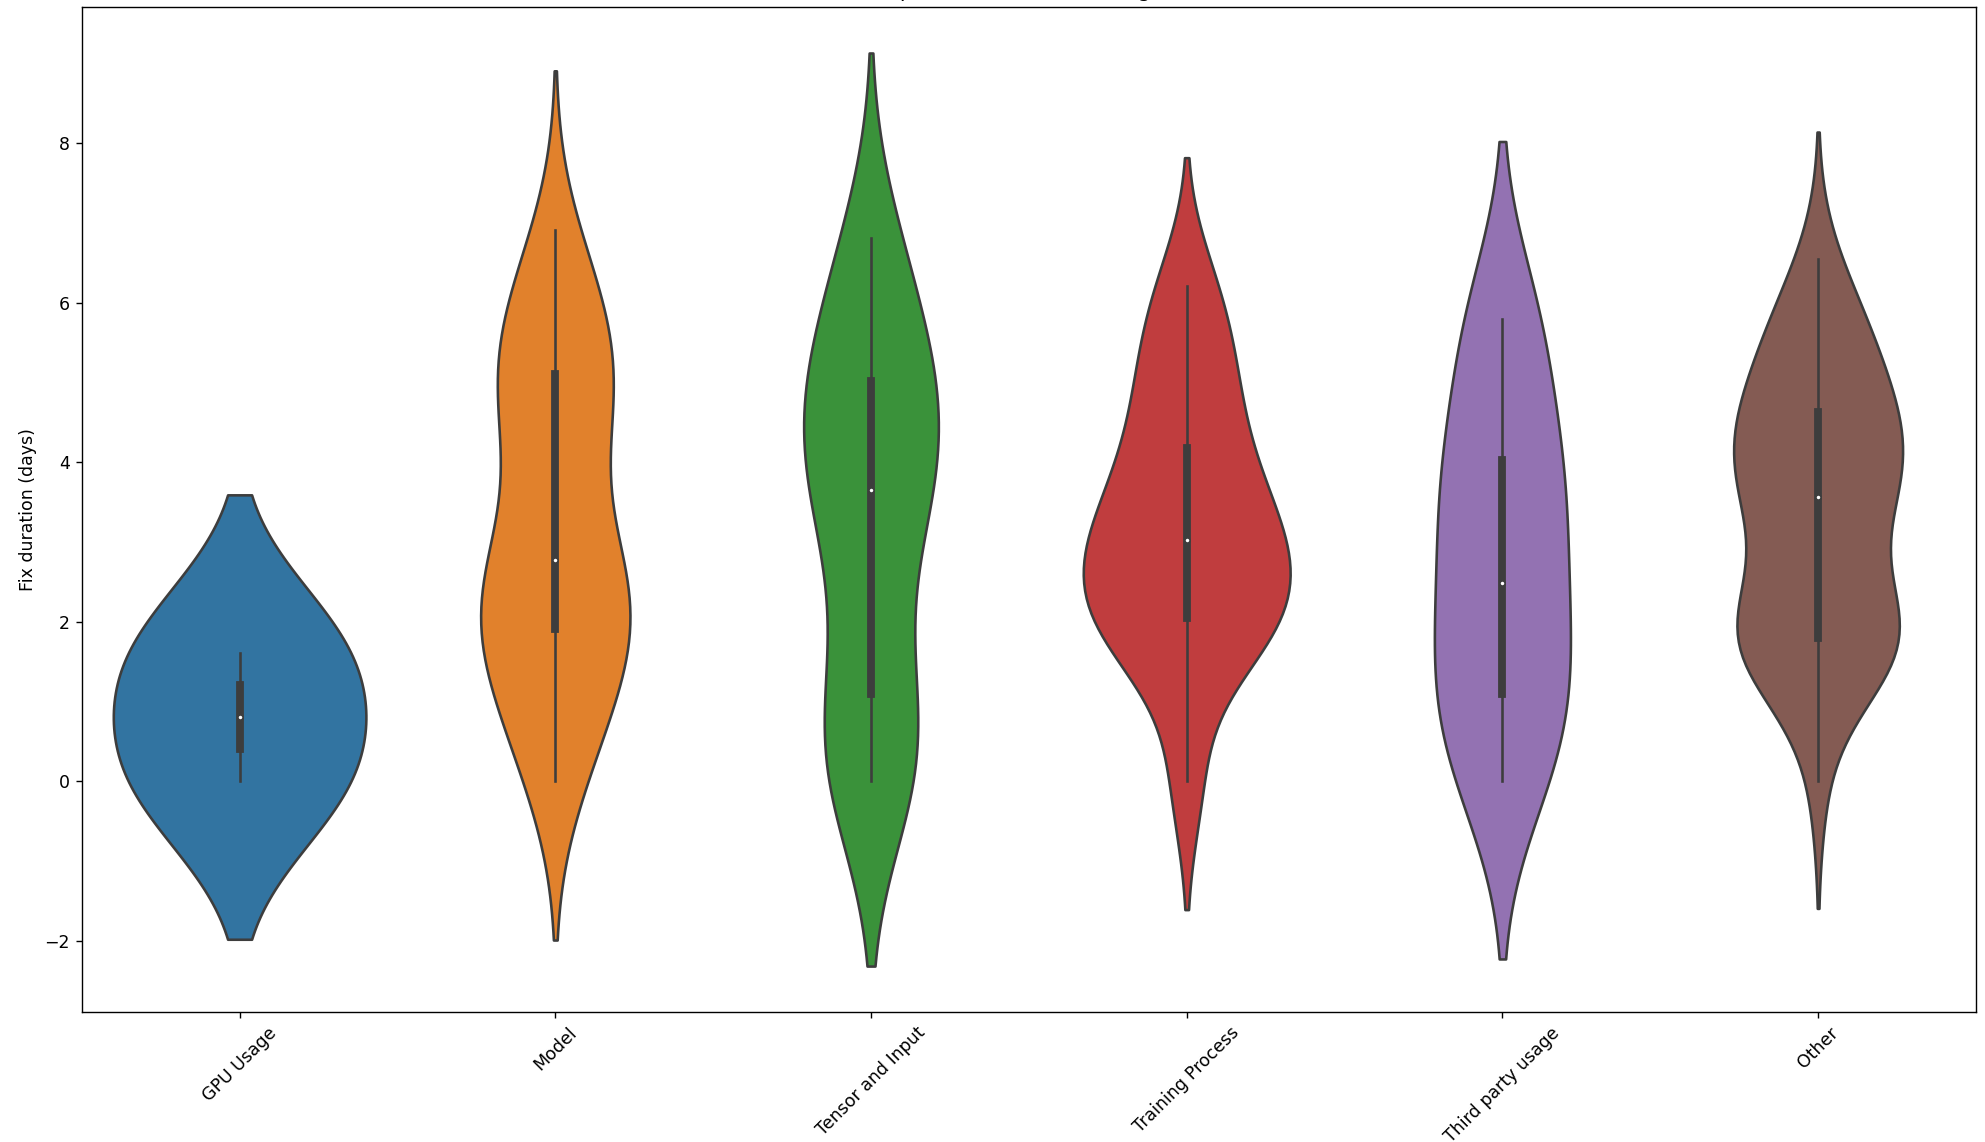 8
6
4
2
0
−2
Fix duration (days)
GPU Usage
Model
Tensor and Input
Training Process
Third party usage
Other